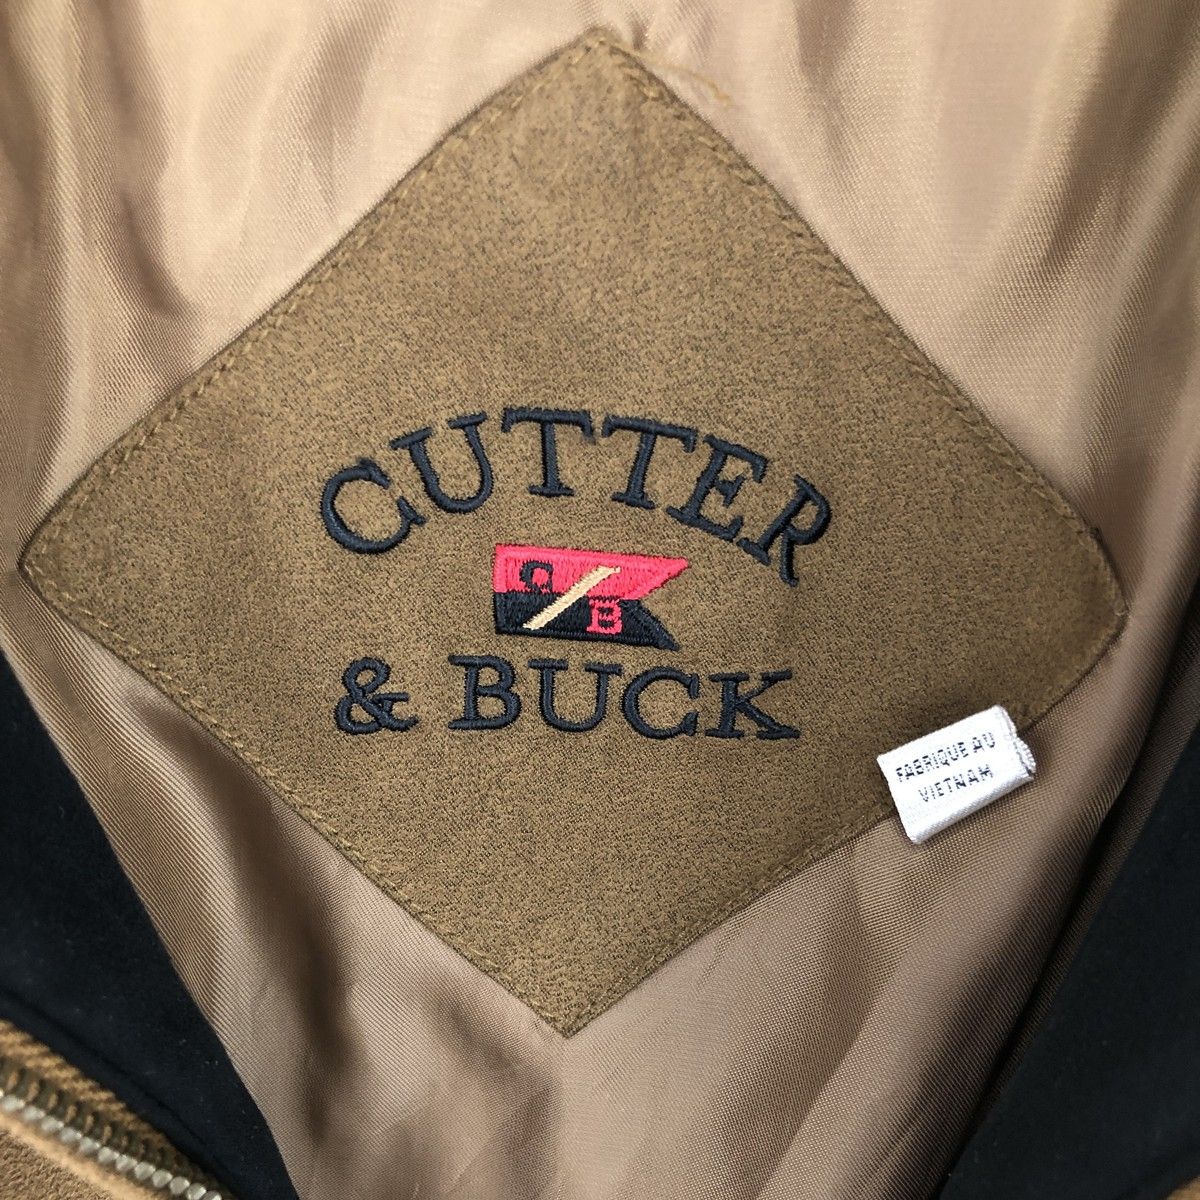 CUTTER
C/B
& BUCK
FABRIQUE AU
VIETNAM